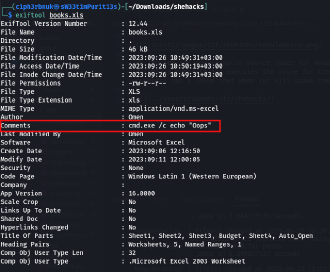 (ciph3rbmuk㉿sW33timPuriti3s)-[~/Downloads/shehacks]
$ exiftool books.xls
ExifTool Version Number : 12.44
File Name : books.xls
Directory : .
File Size : 46 kB
File Modification Date/Time : 2023:09:26 10:49:31+03:00
File Access Date/Time : 2023:09:26 10:50:19+03:00
File Inode Change Date/Time : 2023:09:26 10:49:31+03:00
File Permissions : -rw-r--r--
File Type : XLS
File Type Extension : xls
MIME Type : application/vnd.ms-excel
Author : Omen
Comments : cmd.exe /c echo "Oops"
Last Modified By : Omen
Software : Microsoft Excel
Create Date : 2023:09:06 12:16:50
Modify Date : 2023:09:11 12:00:05
Security : None
Code Page : Windows Latin 1 (Western European)
Company :
App Version : 16.0000
Scale Crop : No
Links Up To Date : No
Shared Doc : No
Hyperlinks Changed : No
Title Of Parts : Sheet1, Sheet2, Sheet3, Budget, Sheet4, Auto_Open
Heading Pairs : Worksheets, 5, Named Ranges, 1
Comp Obj User Type Len : 32
Comp Obj User Type : .Microsoft Excel 2003 Worksheet